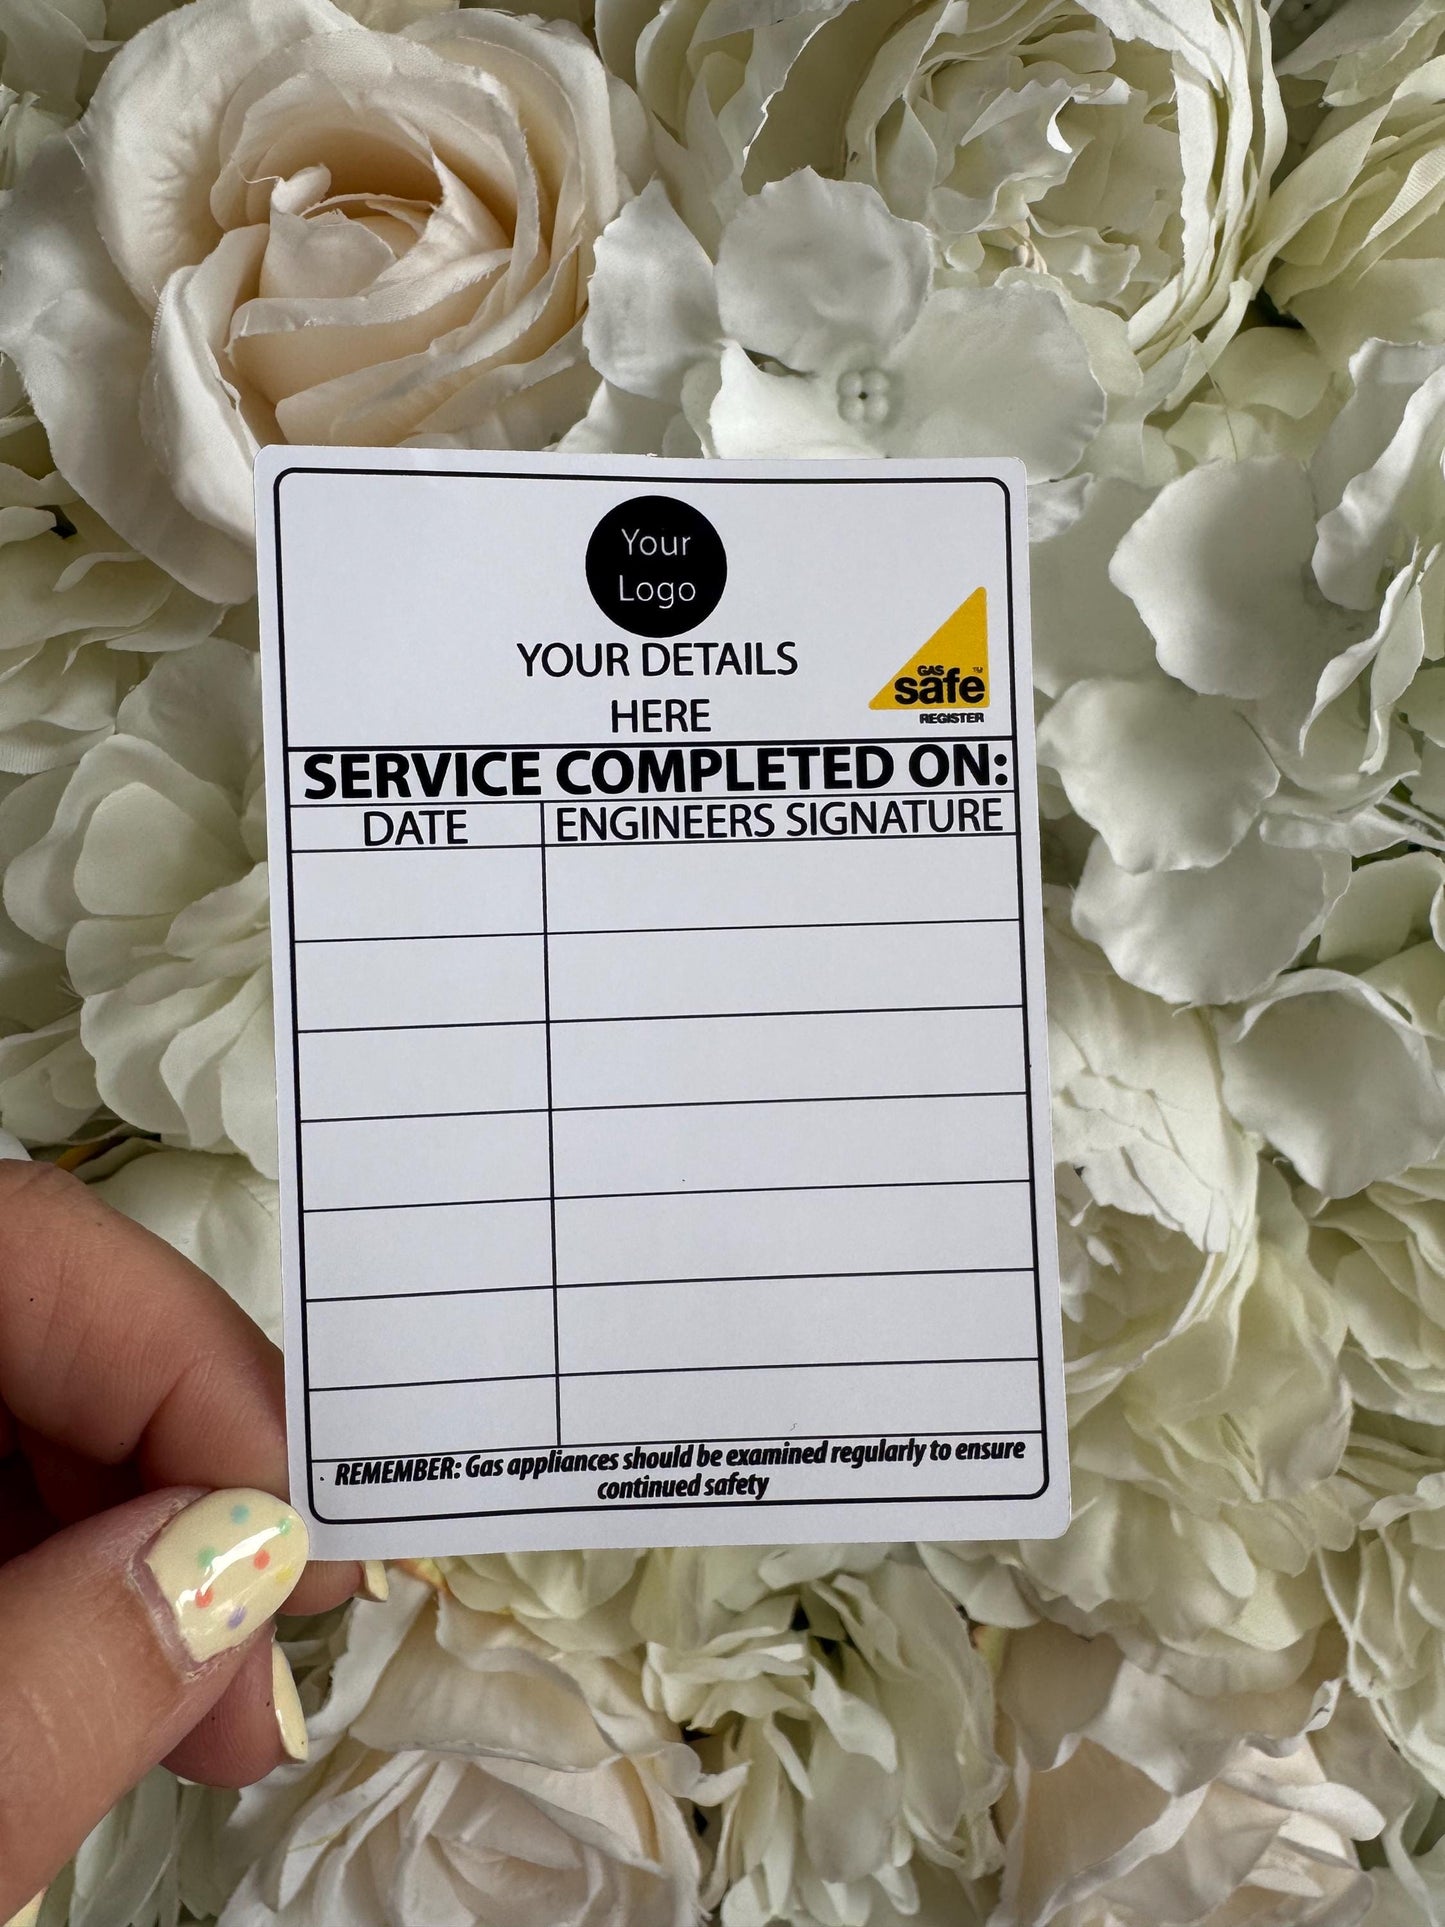 Your
Logo
YOUR DETAILS
HERE
GAS
safe™
REGISTER
SERVICE COMPLETED ON:
DATE
ENGINEERS SIGNATURE
REMEMBER: Gas appliances should be examined regularly to ensure
continued safety